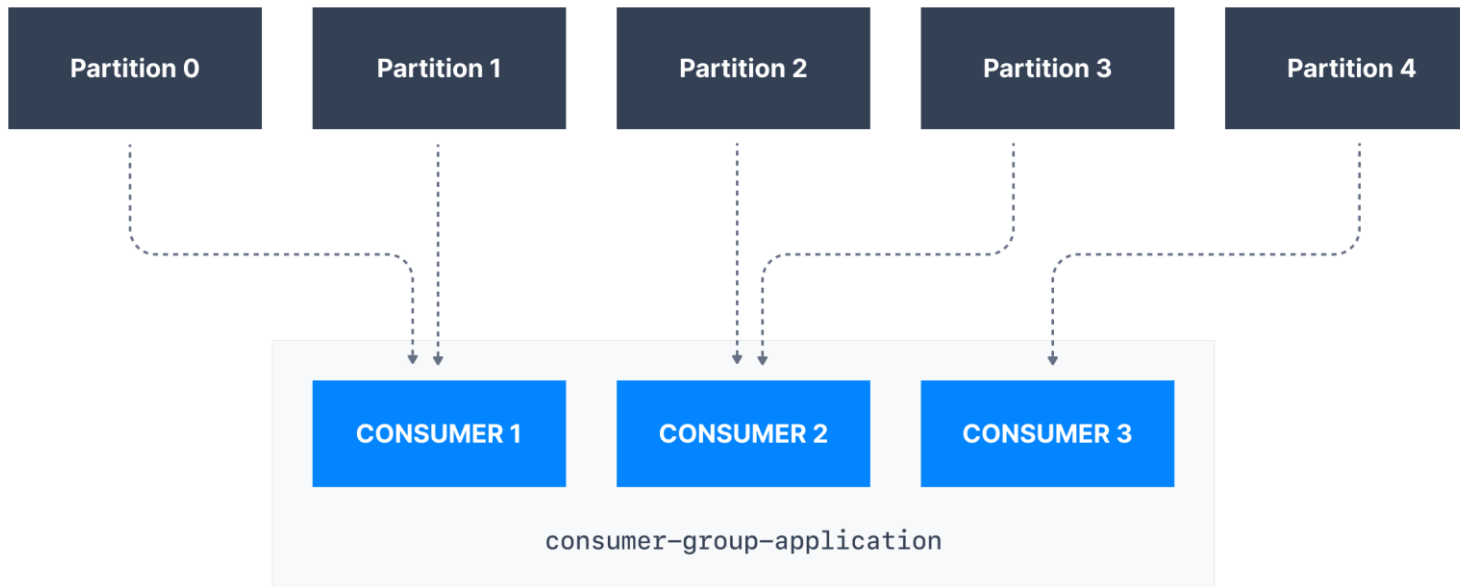 Partition 0
Partition 1
Partition 2
Partition 3
Partition 4
CONSUMER 1
CONSUMER 2
CONSUMER 3
consumer-group-application